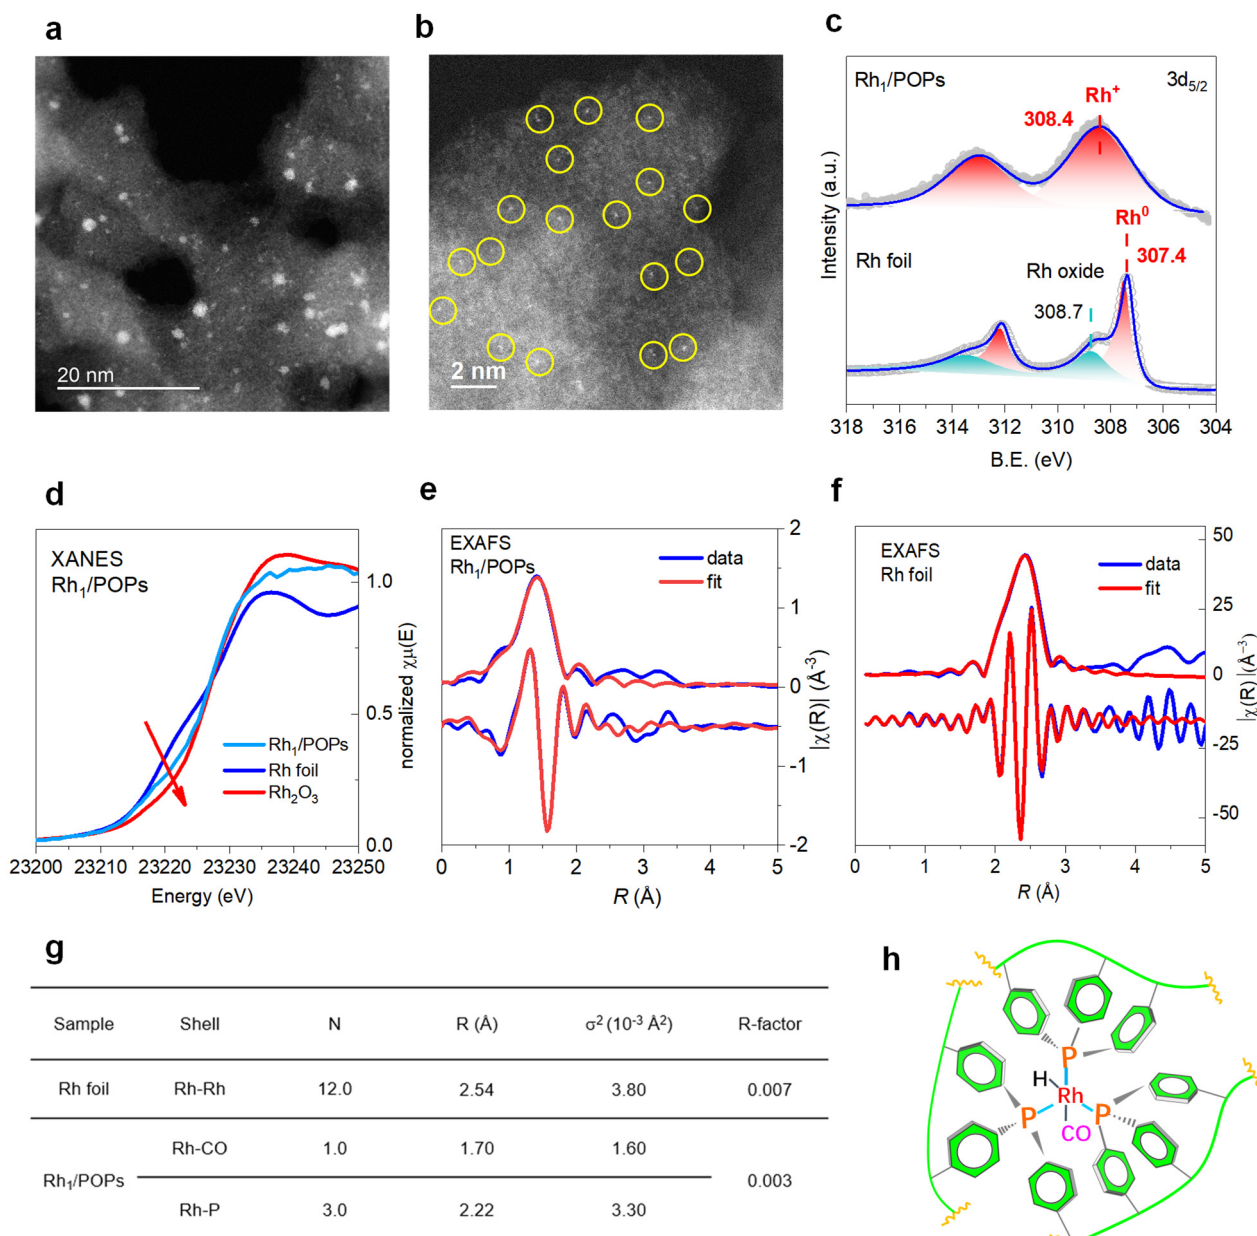 a
20 nm
b
2 nm
c
Rh₁/POPs
3d₅/₂
Rh⁺
308.4
Rh⁰
307.4
Rh foil
Rh oxide
308.7
Intensity (a.u.)
318 316 314 312 310 308 306 304
B.E. (eV)
d
XANES
Rh₁/POPs
Rh₁/POPs
Rh foil
Rh₂O₃
1.0
0.5
0.0
normalized χμ(E)
23200 23210 23220 23230 23240 23250
Energy (eV)
e
EXAFS
Rh₁/POPs
data
fit
2
1
0
-1
-2
|χ(R)| (Å⁻³)
0 1 2 3 4 5
R (Å)
f
EXAFS
Rh foil
data
fit
50
25
0
-25
-50
|χ(R)| (Å⁻³)
0 1 2 3 4 5
R (Å)
g
Sample Shell N R (Å) σ² (10⁻³ Å²) R-factor
Rh foil Rh-Rh 12.0 2.54 3.80 0.007
Rh₁/POPs Rh-CO 1.0 1.70 1.60 0.003
Rh-P 3.0 2.22 3.30
h
P
H
Rh
P
P
CO